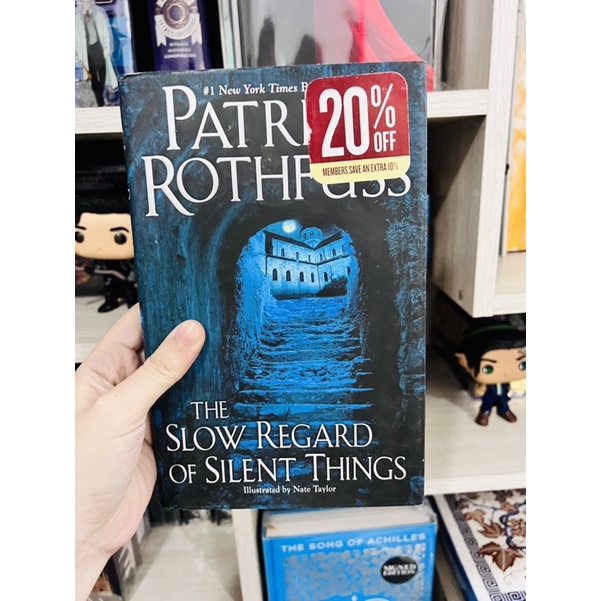 #1 New York Times
PATR
ROTHFUSS
20% OFF
MEMBERS SAVE AN EXTRA 10%
THE
SLOW REGARD
OF SILENT THINGS
Illustrated by Nate Taylor
THE SONG OF ACHILLES
SIGNED
EDITION